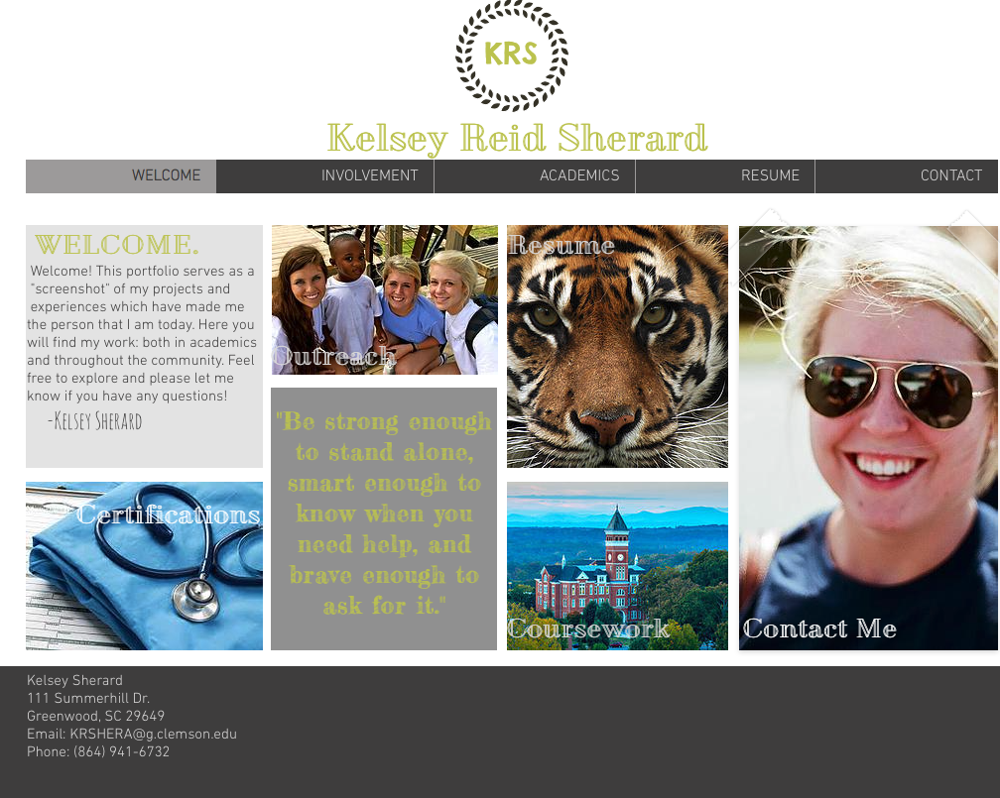 KRS
Kelsey Reid Sherard
WELCOME
INVOLVEMENT
ACADEMICS
RESUME
CONTACT
WELCOME.
Welcome! This portfolio serves as a
"screenshot" of my projects and
experiences which have made me
the person that I am today. Here you
will find my work: both in academics
and throughout the community. Feel
free to explore and please let me
know if you have any questions!
-Kelsey Sherard
Outreach
Resume
Certifications
"Be strong enough
to stand alone,
smart enough to
know when you
need help, and
brave enough to
ask for it."
Coursework
Contact Me
Kelsey Sherard
111 Summerhill Dr.
Greenwood, SC 29649
Email: KRSHERA@g.clemson.edu
Phone: (864) 941-6732